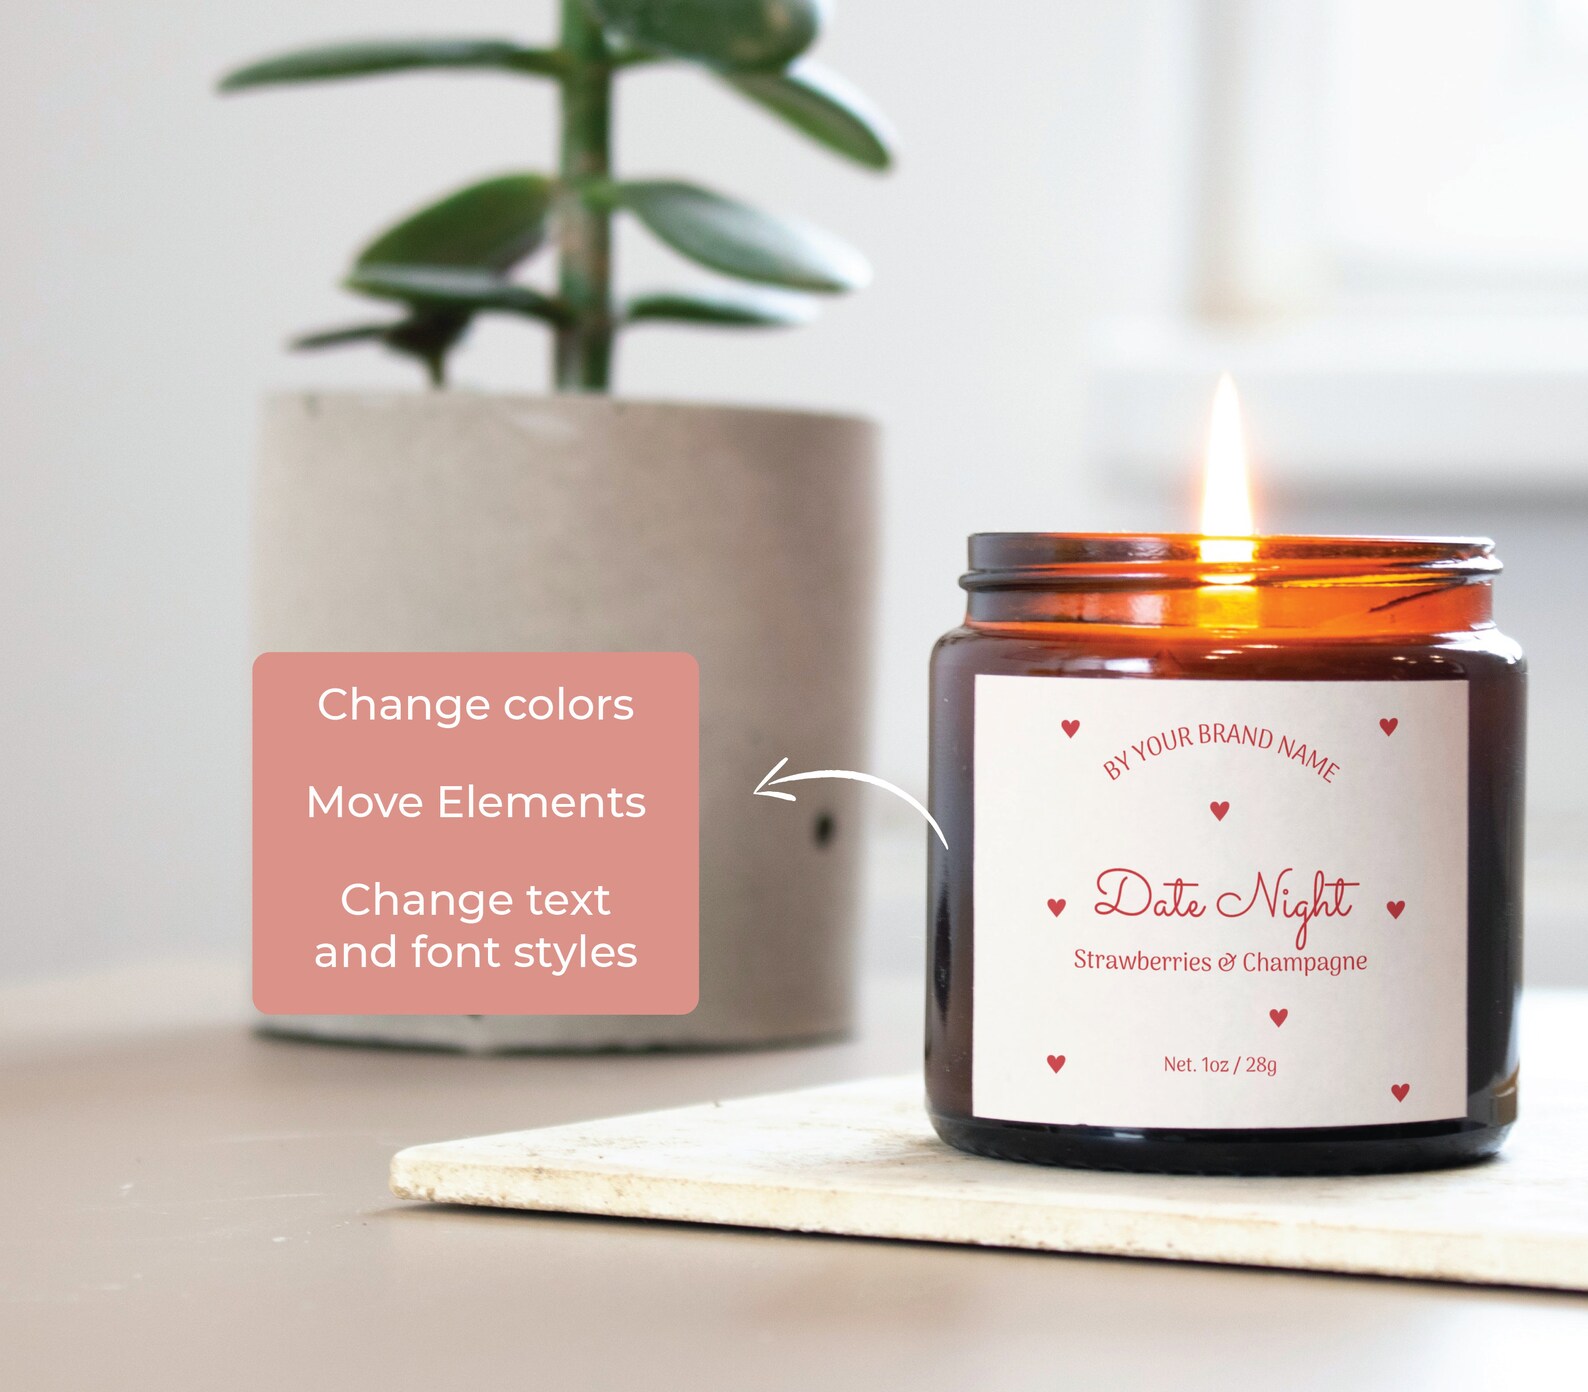 Change colors
Move Elements
Change text
and font styles
BY YOUR BRAND NAME
Date Night
Strawberries & Champagne
Net. 1oz / 28g